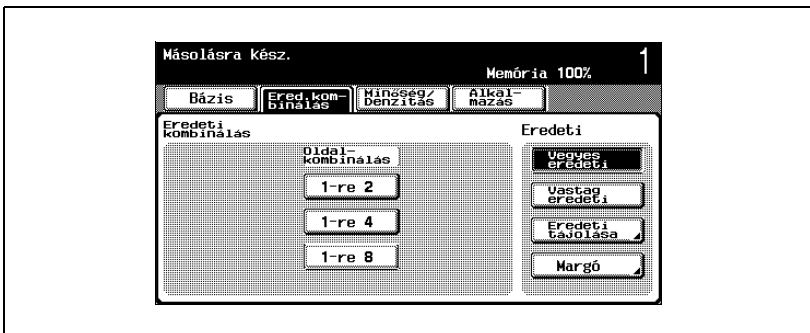 Másolásra kész.
Memória 100%
1
Bázis
Ered.kom-
binálás
Minőség/
Denzitás
Alkal-
mazás
Eredeti
kombinálás
Oldal-
kombinálás
1-re 2
1-re 4
1-re 8
Eredeti
Vegyes
eredeti
Vastag
eredeti
Eredeti
tájolása
Margó